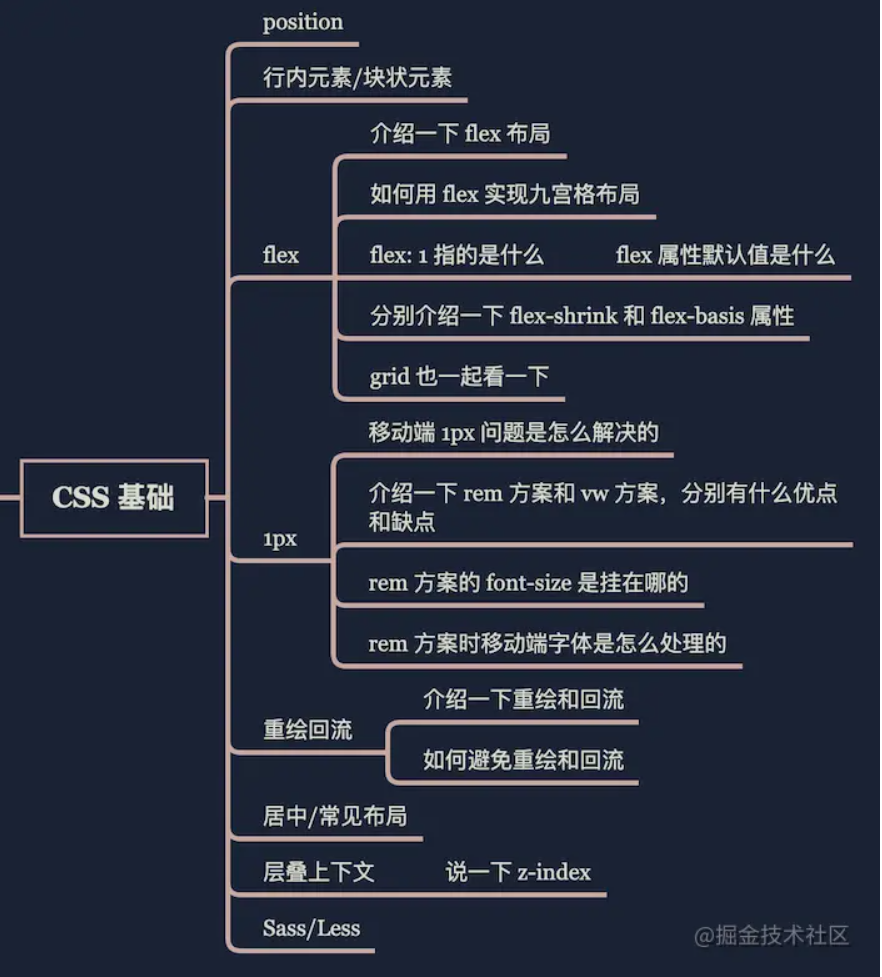 position
行内元素/块状元素
介绍一下 flex 布局
如何用 flex 实现九宫格布局
flex
flex: 1 指的是什么
flex 属性默认值是什么
分别介绍一下 flex-shrink 和 flex-basis 属性
grid 也一起看一下
移动端 1px 问题是怎么解决的
CSS 基础
介绍一下 rem 方案和 vw 方案，分别有什么优点
和缺点
1px
rem 方案的 font-size 是挂在哪的
rem 方案时移动端字体是怎么处理的
介绍一下重绘和回流
重绘回流
如何避免重绘和回流
居中/常见布局
层叠上下文
说一下 z-index
Sass/Less
@掘金技术社区